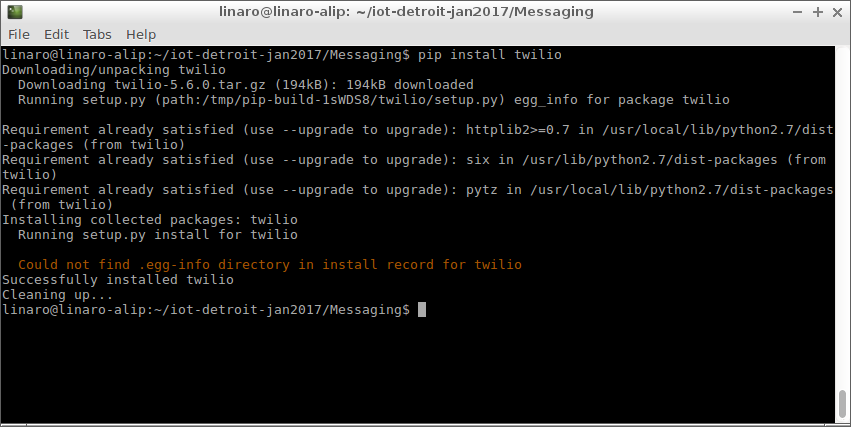 linaro@linaro-alip: ~/iot-detroit-jan2017/Messaging
File Edit Tabs Help
linaro@linaro-alip:~/iot-detroit-jan2017/Messaging$ pip install twilio
Downloading/unpacking twilio
  Downloading twilio-5.6.0.tar.gz (194kB): 194kB downloaded
  Running setup.py (path:/tmp/pip-build-1sWDS8/twilio/setup.py) egg_info for package twilio

Requirement already satisfied (use --upgrade to upgrade): httplib2>=0.7 in /usr/local/lib/python2.7/dist
-packages (from twilio)
Requirement already satisfied (use --upgrade to upgrade): six in /usr/lib/python2.7/dist-packages (from
twilio)
Requirement already satisfied (use --upgrade to upgrade): pytz in /usr/local/lib/python2.7/dist-packages
 (from twilio)
Installing collected packages: twilio
  Running setup.py install for twilio

  Could not find .egg-info directory in install record for twilio
Successfully installed twilio
Cleaning up...
linaro@linaro-alip:~/iot-detroit-jan2017/Messaging$